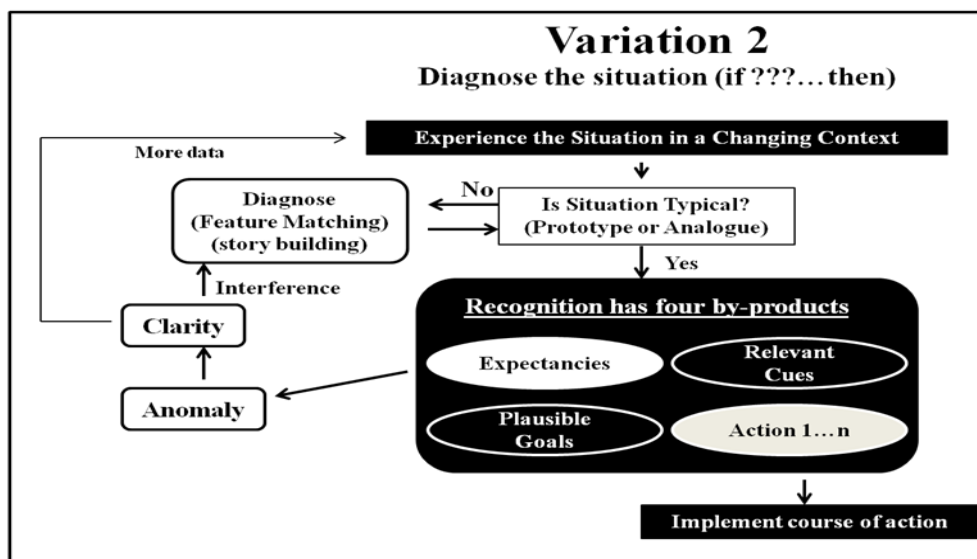 Variation 2
Diagnose the situation (if ???…then)
Experience the Situation in a Changing Context
More data
Diagnose
(Feature Matching)
(story building)
No
Is Situation Typical?
(Prototype or Analogue)
Yes
Interference
Recognition has four by-products
Clarity
Expectancies
Relevant
Cues
Anomaly
Plausible
Goals
Action 1…n
Implement course of action